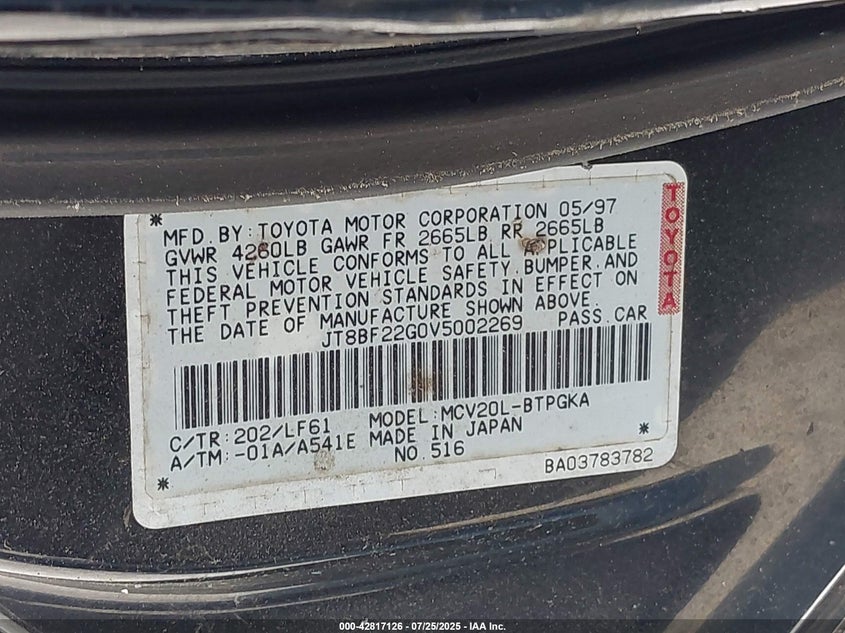 MFD. BY: TOYOTA MOTOR CORPORATION 05/97
GVWR 4280LB GAWR FR 2665LB RR 2665LB
THIS VEHICLE CONFORMS TO ALL APPLICABLE
FEDERAL MOTOR VEHICLE SAFETY, BUMPER, AND
THEFT PREVENTION STANDARDS IN EFFECT ON
THE DATE OF MANUFACTURE SHOWN ABOVE.
JT8BF22G0V5002269 PASS. CAR
TOYOTA
C/TR: 202/LF61 MODEL: MCV20L-BTPGKA
A/TM: -01A/A541E MADE IN JAPAN
NO. 516
BA03783782
000-42817126 - 07/25/2025 - IAA Inc.